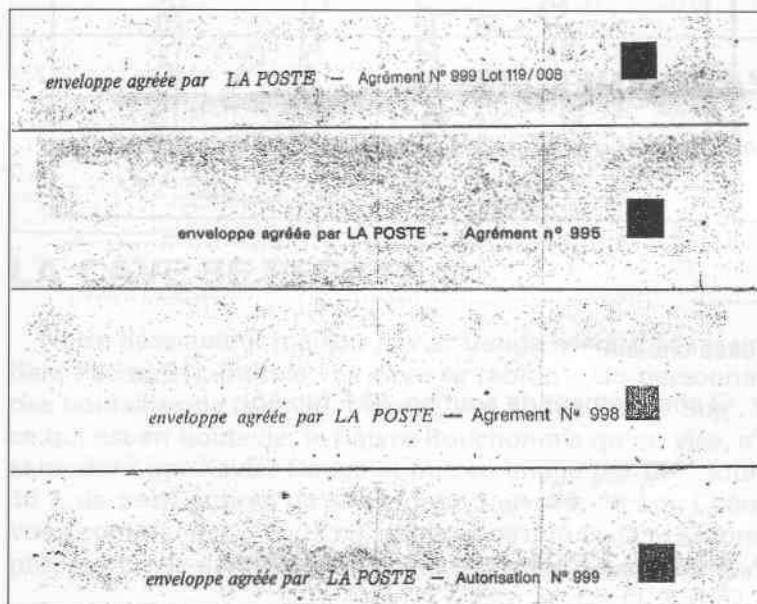 enveloppe agréée par LA POSTE — Agrément N° 999 Lot 119/008
enveloppe agréée par LA POSTE - Agrément n° 995
enveloppe agréée par LA POSTE — Agrement N° 998
enveloppe agréée par LA POSTE — Autorisation N° 999